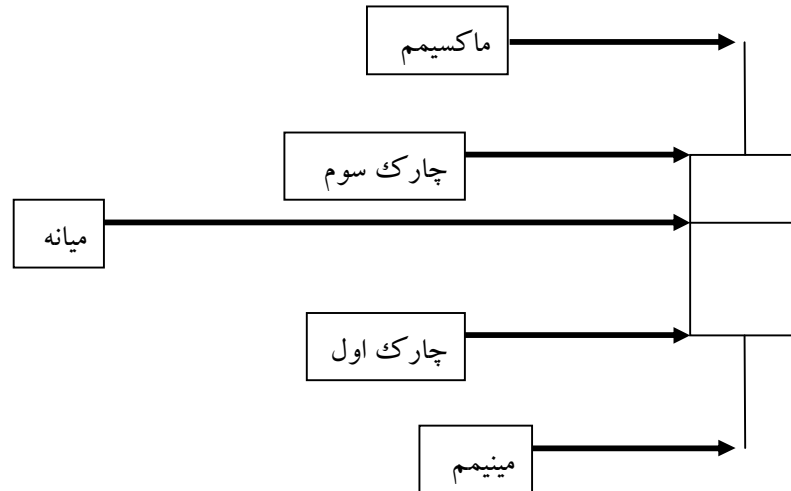 ماکسیمم
چارک سوم
میانه
چارک اول
مینیمم